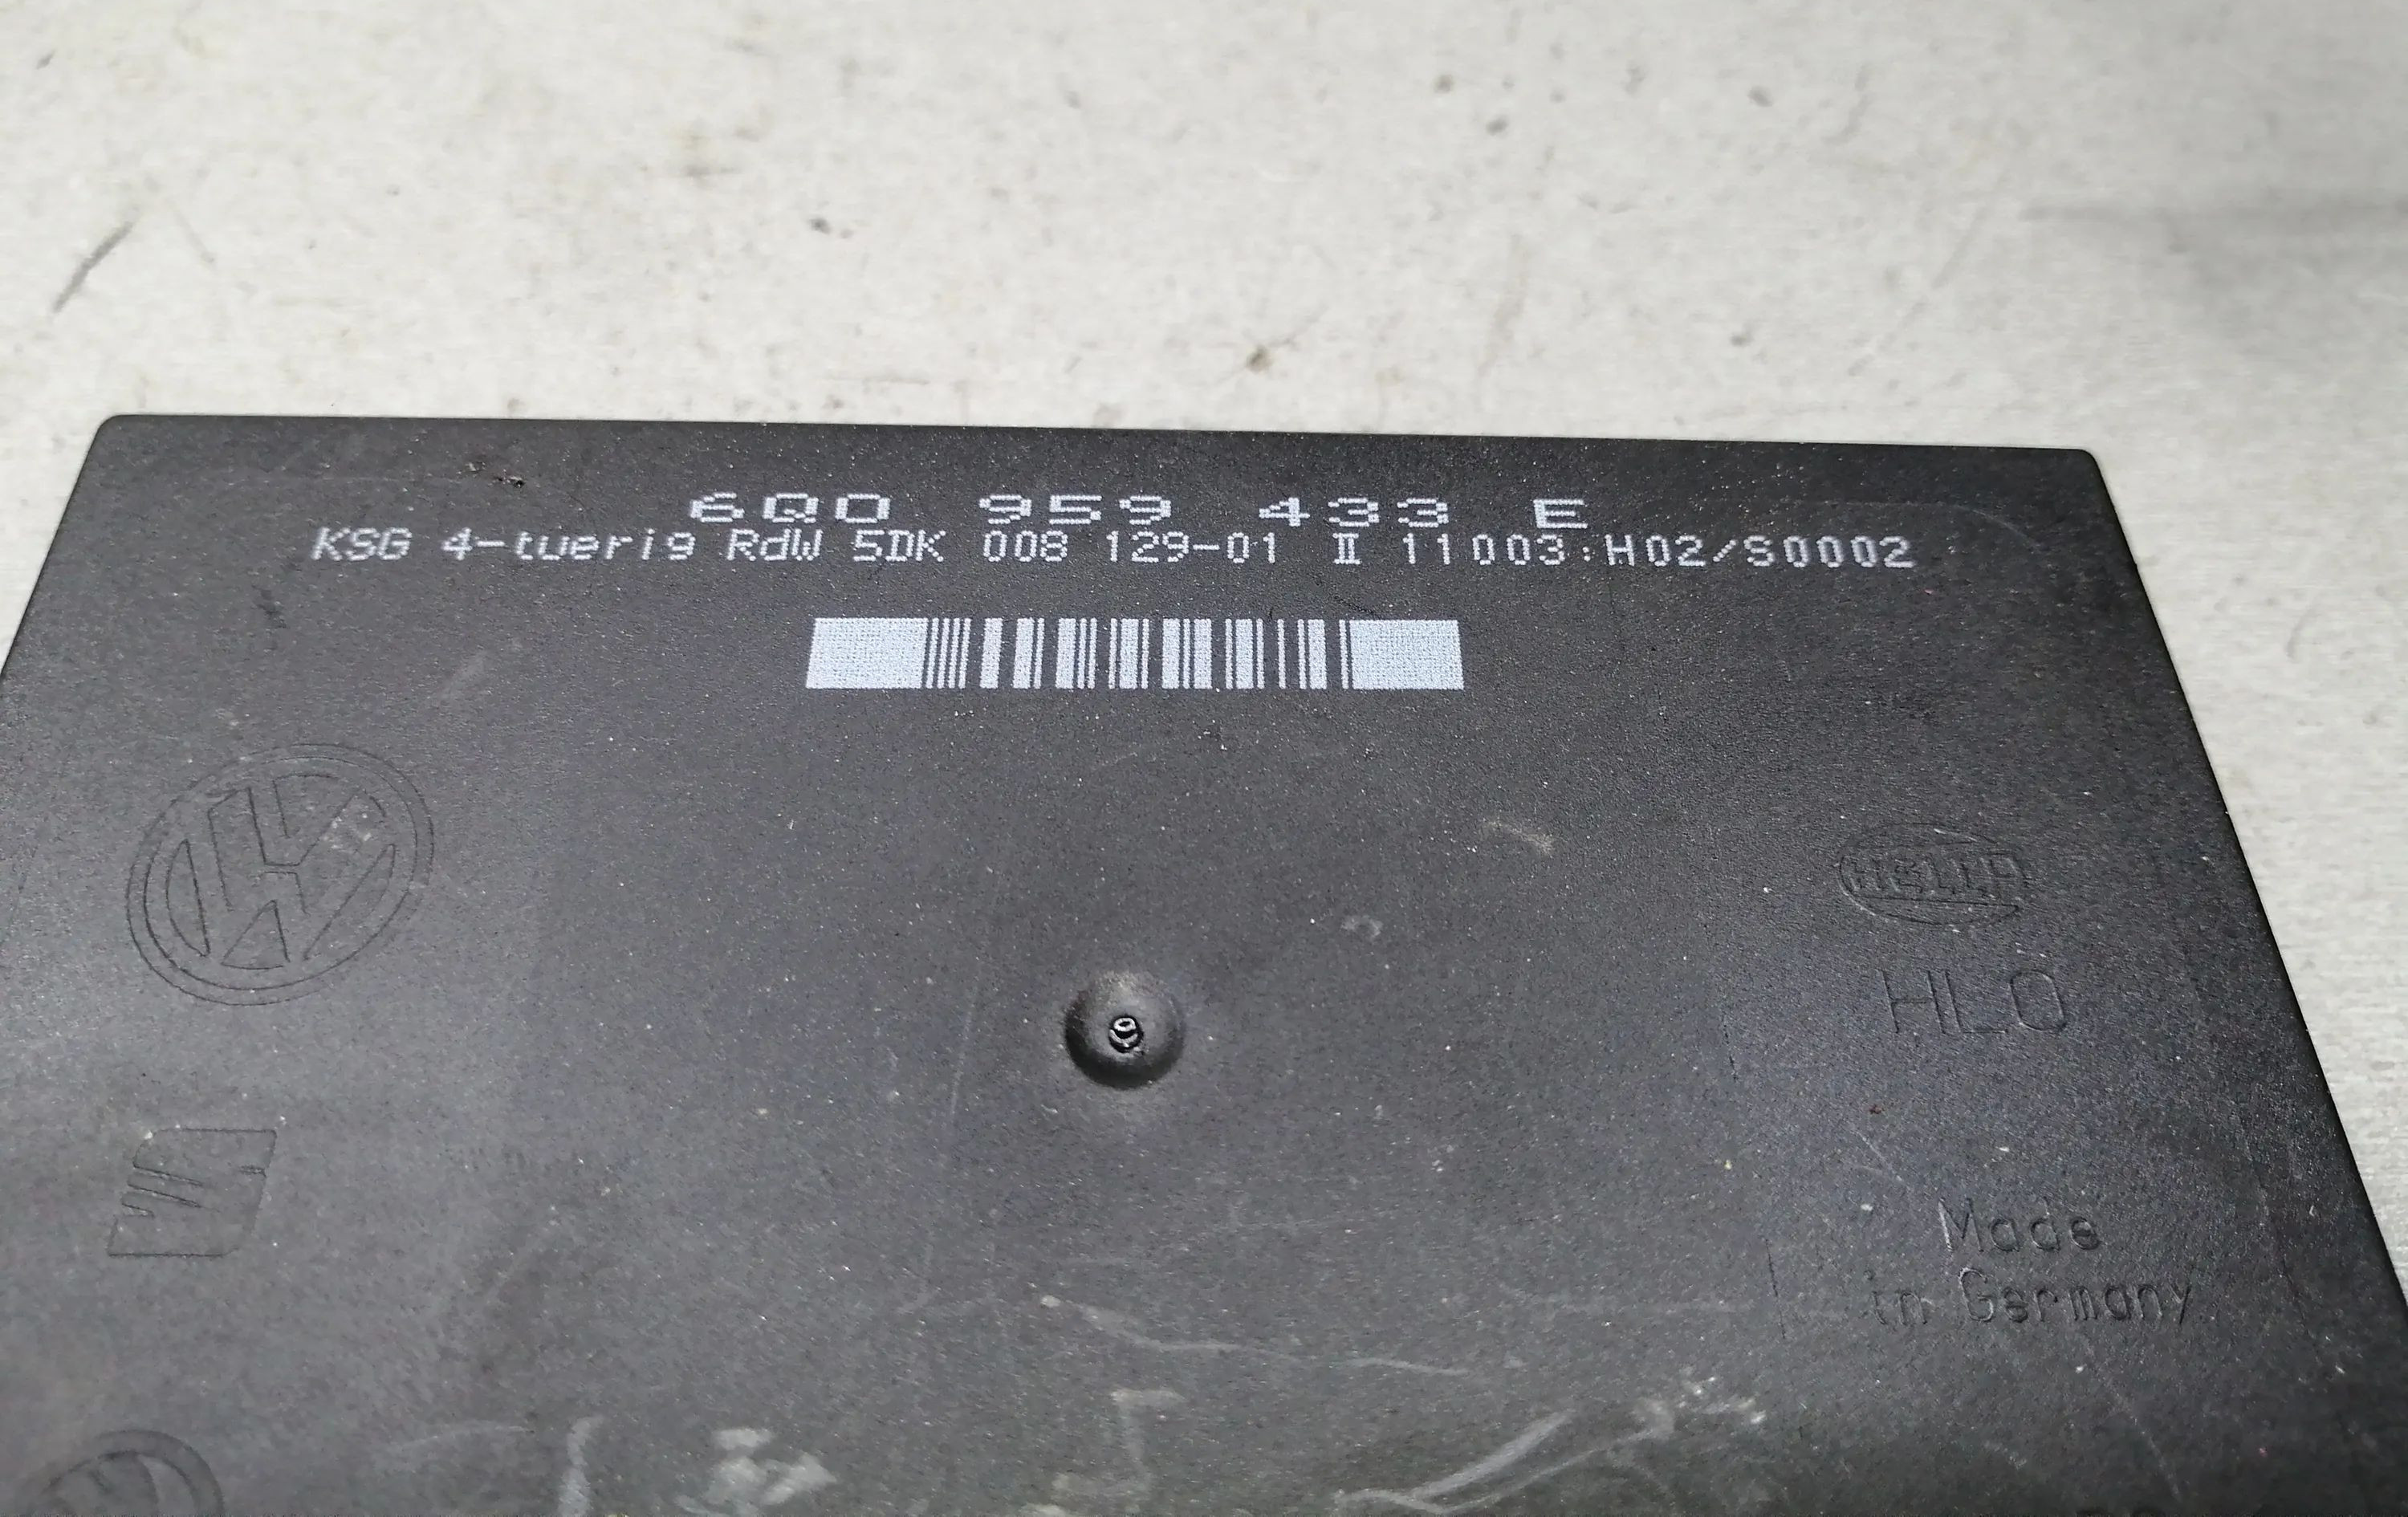 6Q0 959 433 E
KSG 4-tuerig RdW 5DK 008 129-01 II 11003:H02/S0002
HELLA
HLO
Made
in Germany